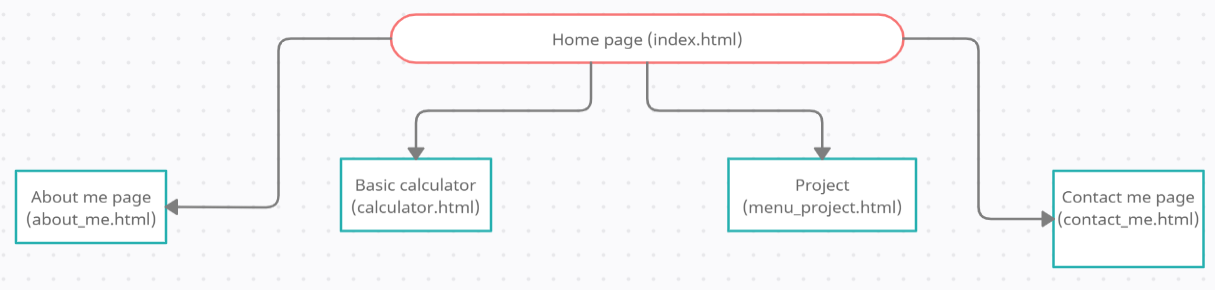 Home page (index.html)
About me page
(about_me.html)
Basic calculator
(calculator.html)
Project
(menu_project.html)
Contact me page
(contact_me.html)